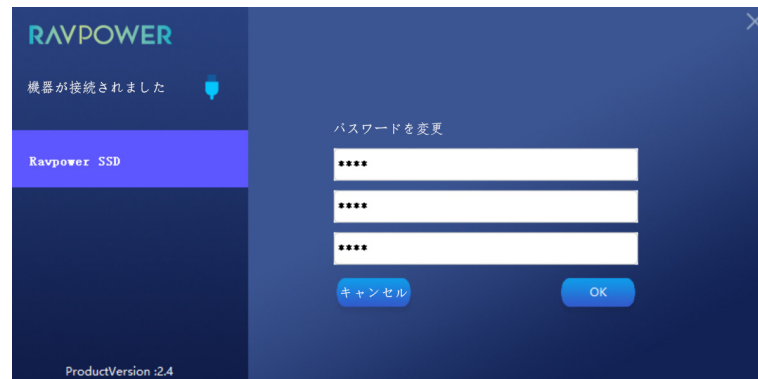 RAVPOWER
機器が接続されました
パスワードを変更
Ravpower SSD
****
****
****
キャンセル
OK
ProductVersion :2.4